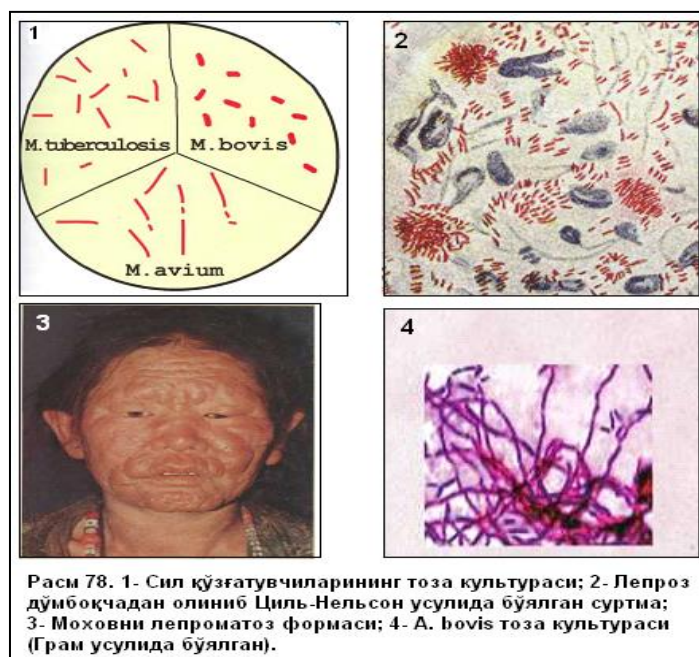 1
M.tuberculosis
M.bovis
M.avium
2
3
4
Расм 78. 1- Сил қўзғатувчиларининг тоза культураси; 2- Лепроз
дўмбоқчадан олиниб Циль-Нельсон усулида бўялган суртма;
3- Моховни лепроматоз формаси; 4- A. bovis тоза культураси
(Грам усулида бўялган).